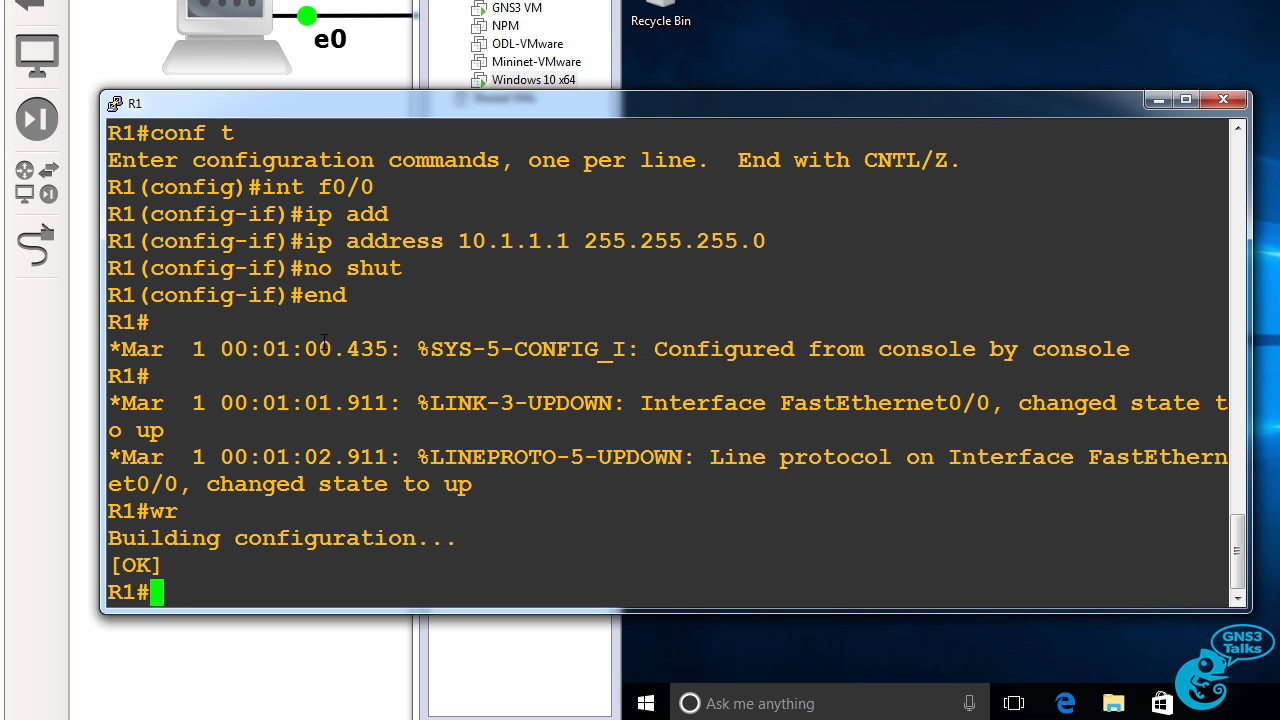 GNS3 VM
NPM
ODL-VMware
Mininet-VMware
Windows 10 x64
Recycle Bin
e0
R1
R1#conf t
Enter configuration commands, one per line.  End with CNTL/Z.
R1(config)#int f0/0
R1(config-if)#ip add
R1(config-if)#ip address 10.1.1.1 255.255.255.0
R1(config-if)#no shut
R1(config-if)#end
R1#
*Mar  1 00:01:00.435: %SYS-5-CONFIG_I: Configured from console by console
R1#
*Mar  1 00:01:01.911: %LINK-3-UPDOWN: Interface FastEthernet0/0, changed state t
o up
*Mar  1 00:01:02.911: %LINEPROTO-5-UPDOWN: Line protocol on Interface FastEthern
et0/0, changed state to up
R1#wr
Building configuration...
[OK]
R1#
GNS3
Talks
Ask me anything